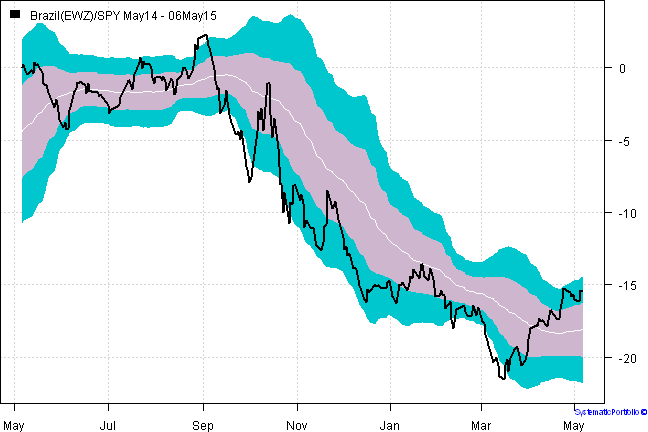 Brazil(EWZ)/SPY May14 - 06May15
0
-5
-10
-15
-20
SystematicPortfolio ©
May Jul Sep Nov Jan Mar May